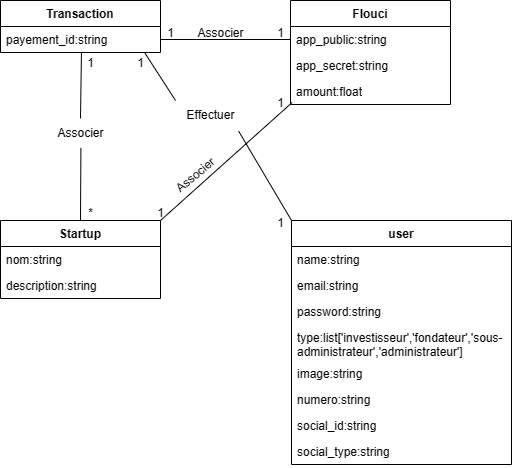 Transaction
payement_id:string
1
Associer
1
Flouci
app_public:string
app_secret:string
amount:float
1
1
1
Effectuer
Associer
Associer
*
1
1
Startup
nom:string
description:string
user
name:string
email:string
password:string
type:list['investisseur','fondateur','sous-
administrateur','administrateur']
image:string
numero:string
social_id:string
social_type:string